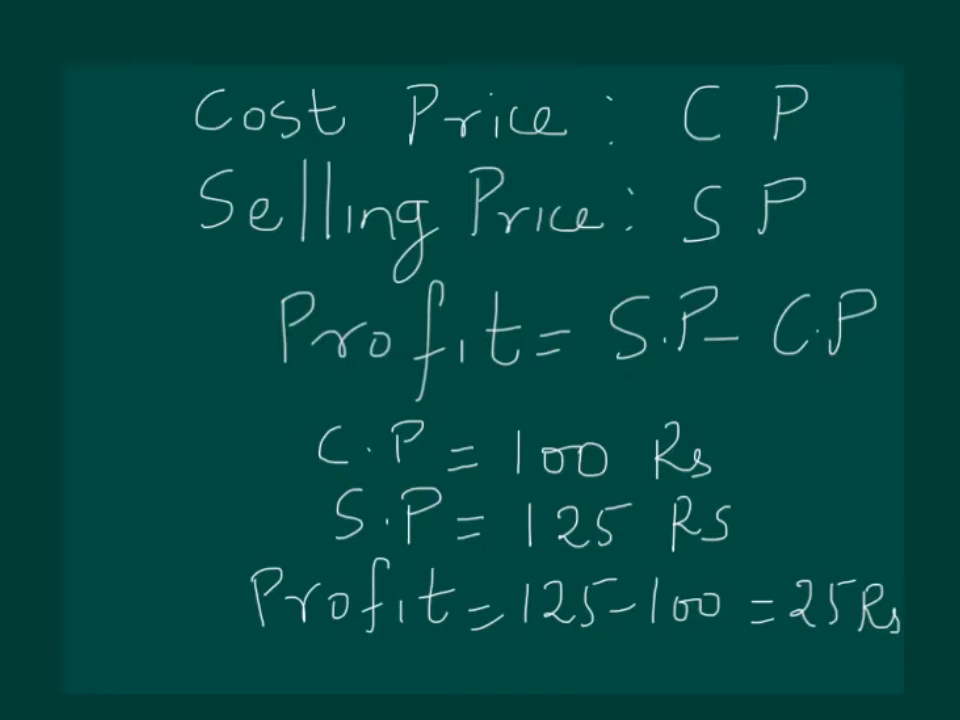 Cost Price : C P
Selling Price : S P
Profit = S.P - C.P
C.P = 100 Rs
S.P = 125 RS
Profit = 125 - 100 = 25 Rs